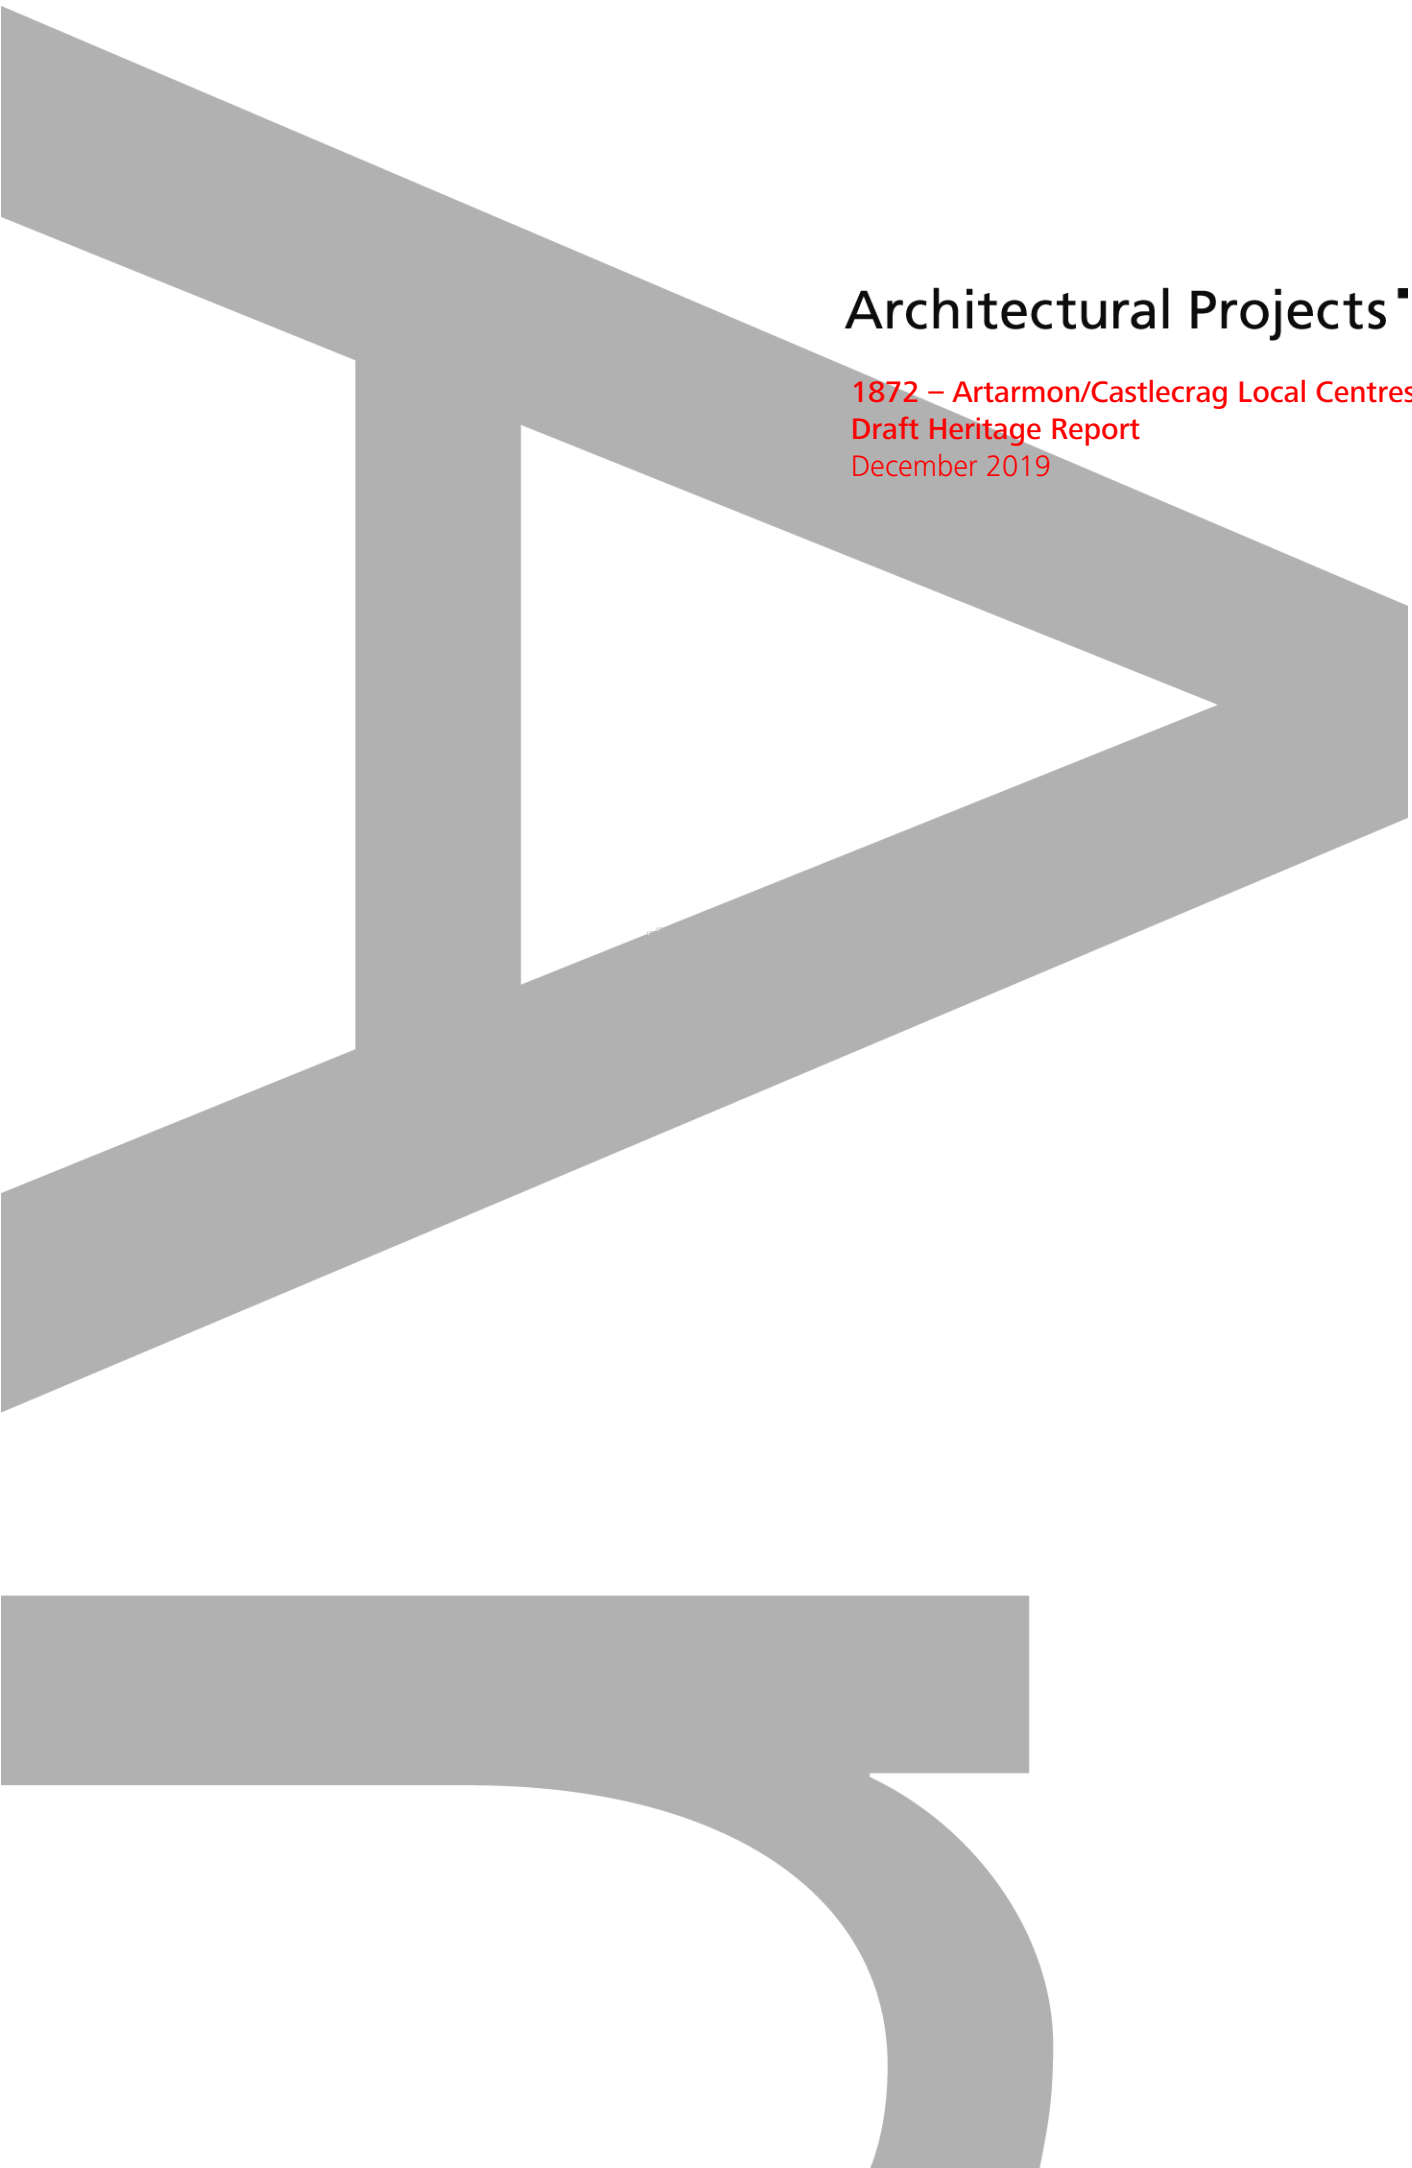 Architectural Projects
1872 – Artarmon/Castlecrag Local Centres
Draft Heritage Report
December 2019